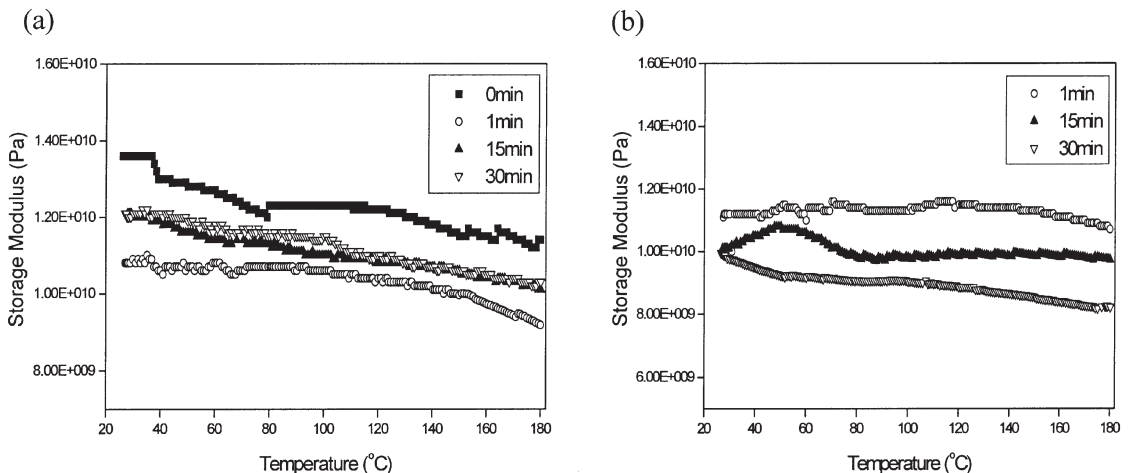 (a)
1.60E+010
1.40E+010
1.20E+010
1.00E+010
8.00E+009
Storage Modulus (Pa)
0min
1min
15min
30min
20 40 60 80 100 120 140 160 180
Temperature (°C)
(b)
1.60E+010
1.40E+010
1.20E+010
1.00E+010
8.00E+009
6.00E+009
Storage Modulus (Pa)
1min
15min
30min
20 40 60 80 100 120 140 160 180
Temperature (°C)